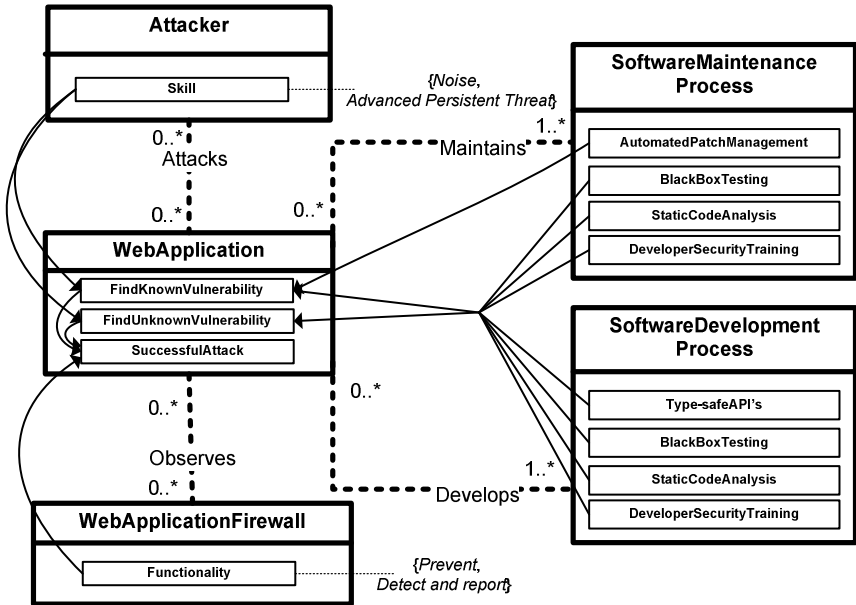 Attacker
Skill
{Noise,
Advanced Persistent Threat}
0..*
Attacks
0..*
SoftwareMaintenance
Process
AutomatedPatchManagement
BlackBoxTesting
StaticCodeAnalysis
DeveloperSecurityTraining
1..*
Maintains
0..*
WebApplication
FindKnownVulnerability
FindUnknownVulnerability
SuccessfulAttack
SoftwareDevelopment
Process
Type-safeAPI's
BlackBoxTesting
StaticCodeAnalysis
DeveloperSecurityTraining
0..*
1..*
Develops
0..*
Observes
0..*
WebApplicationFirewall
Functionality
{Prevent,
Detect and report}